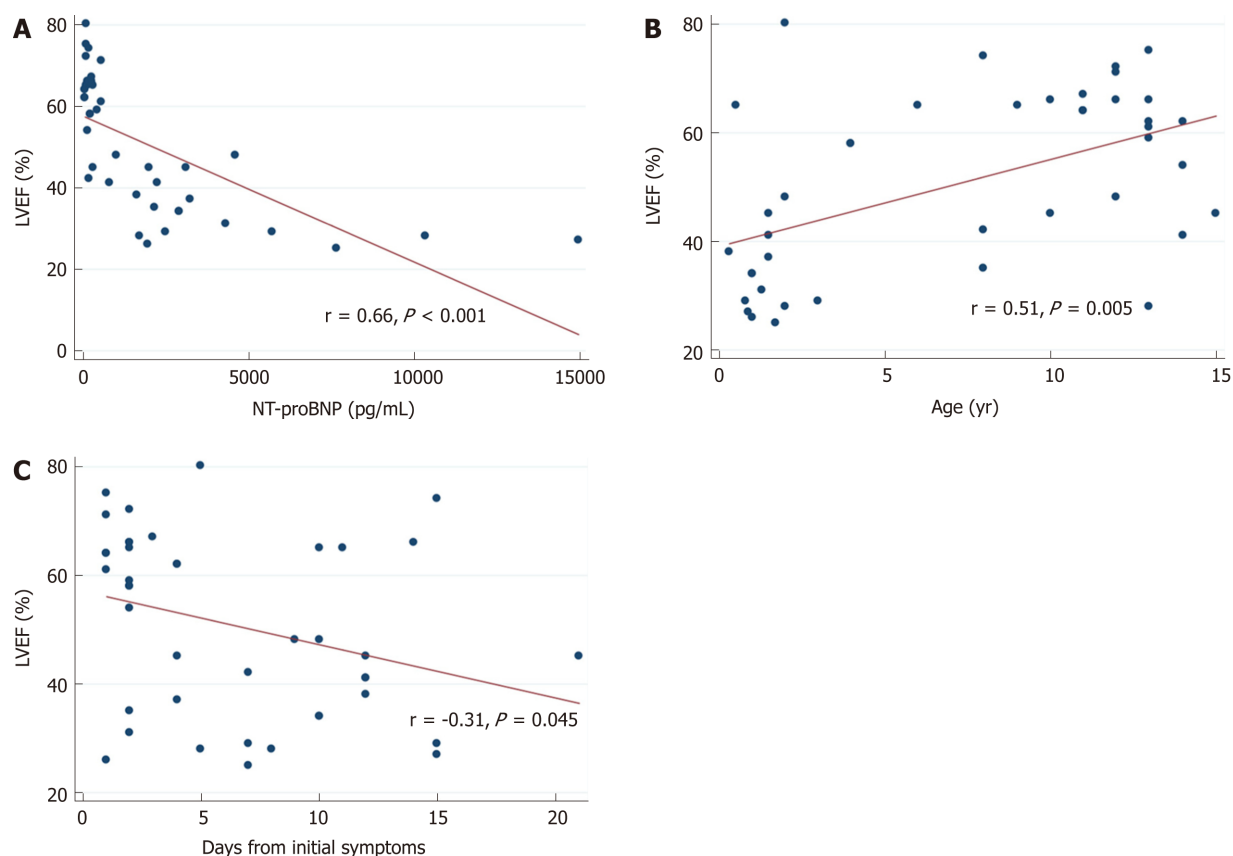 A
80
60
40
20
0
LVEF (%)
r = 0.66, P < 0.001
0 5000 10000 15000
NT-proBNP (pg/mL)
B
80
60
40
20
LVEF (%)
r = 0.51, P = 0.005
0 5 10 15
Age (yr)
C
80
60
40
20
LVEF (%)
r = -0.31, P = 0.045
0 5 10 15 20
Days from initial symptoms